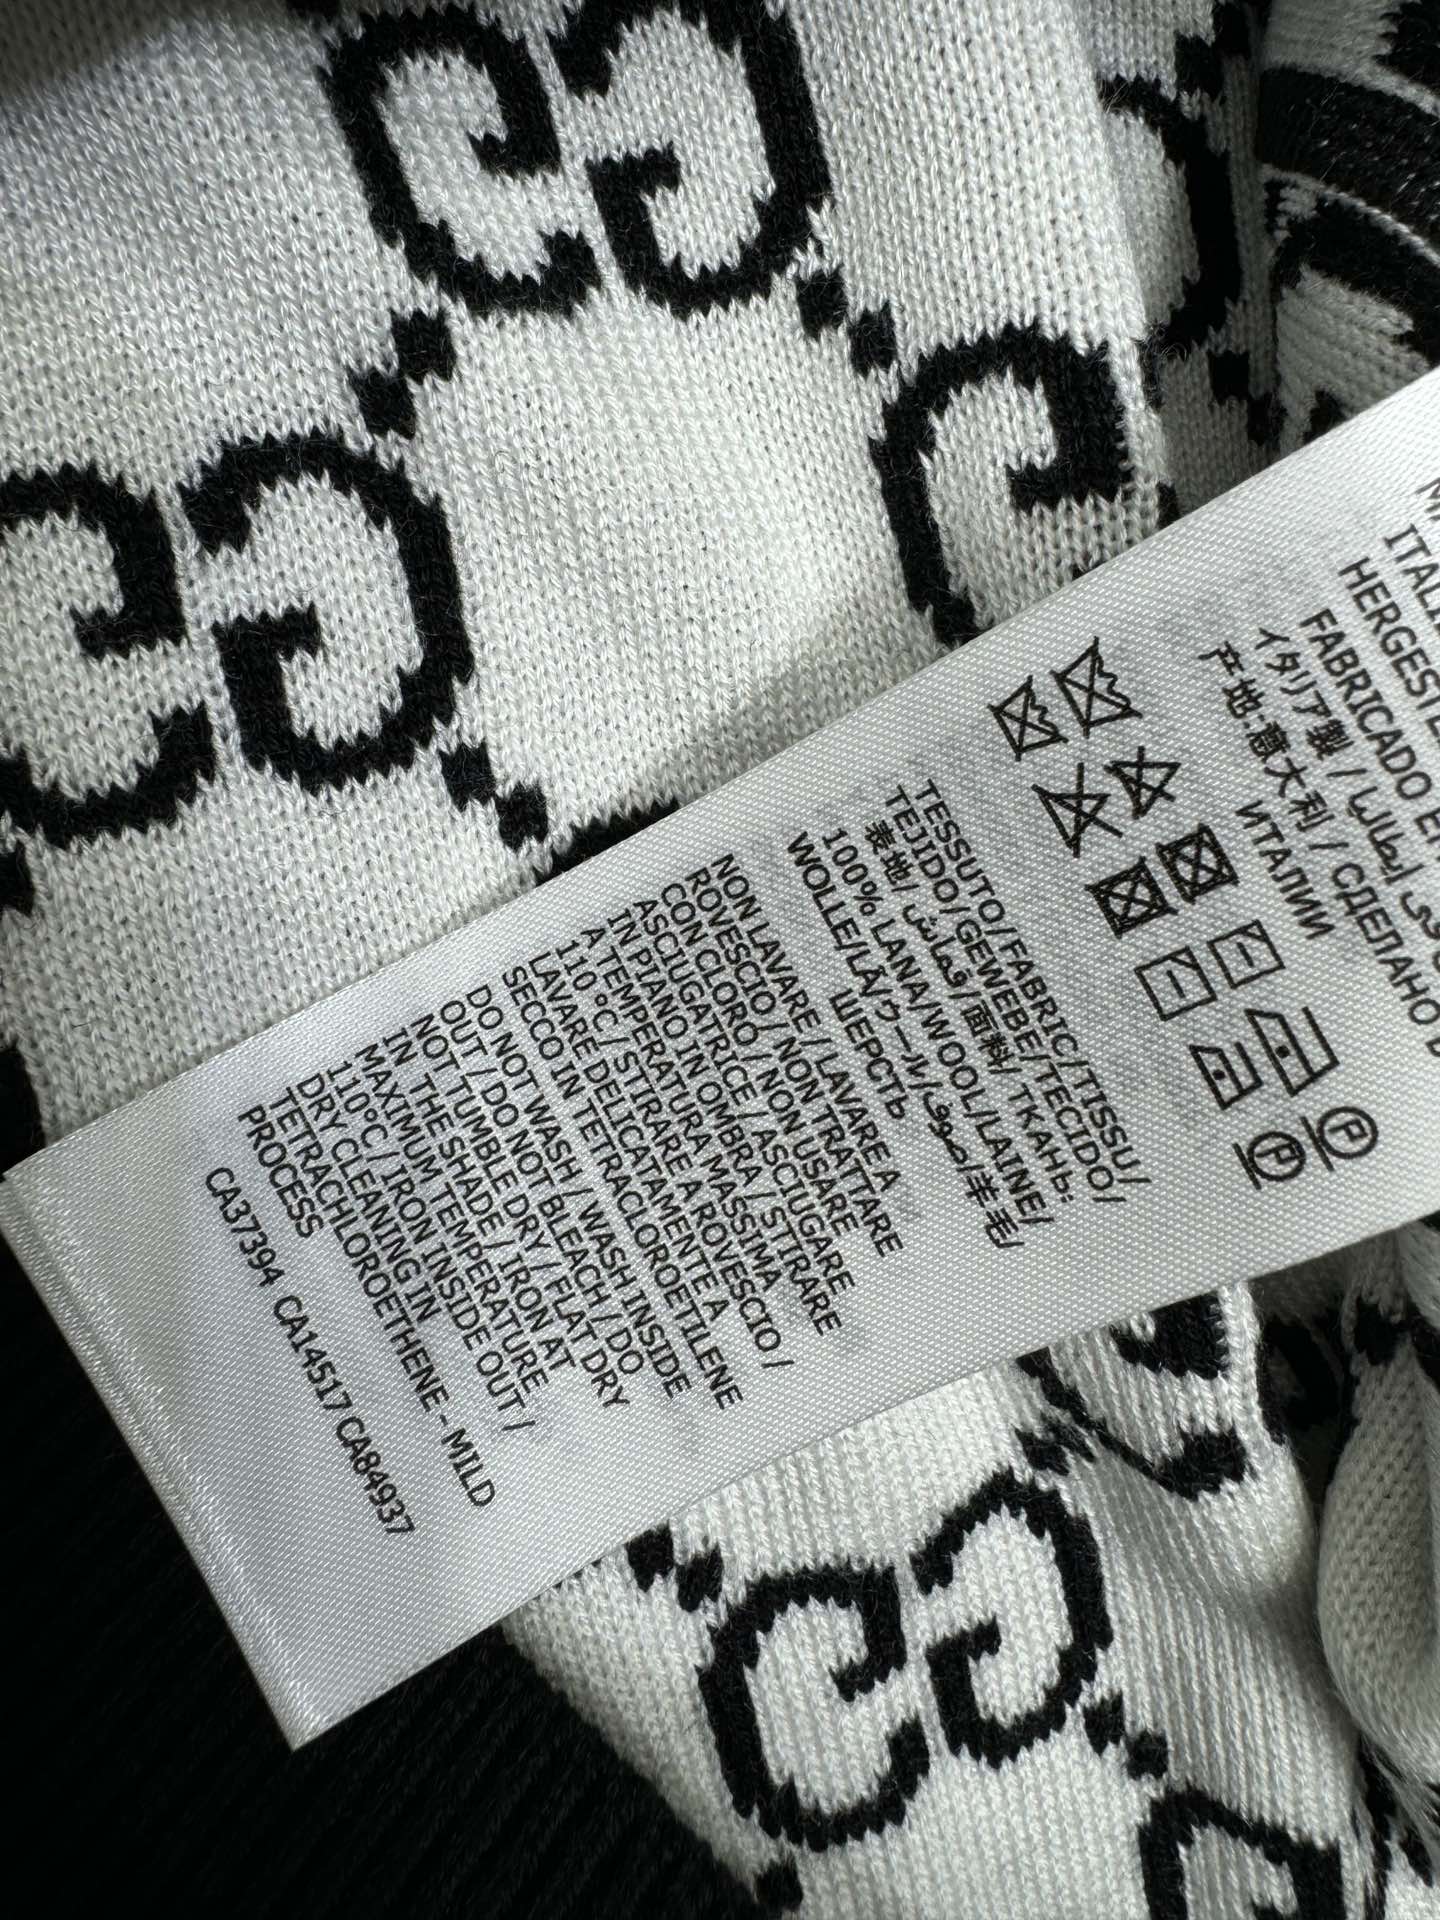 ITALI
HERGEST
FABRICADO E
イタリア製 /
产地:意大利 / СДЕЛАНО
ИТАЛИИ
TESSUTO/FABRIC/TISSU/
TEJIDO/GEWEBE/TECIDO/
表地/ قماش /面料/ ТКАНЬ:
100% LANA/WOOL/LAINE/
WOLLE/LÃ/ウール/صوف/羊毛/
ШЕРСТЬ
NON LAVARE / LAVARE A
ROVESCIO / NON TRATTARE
CON CLORO / NON USARE
ASCIUGATRICE / ASCIUGARE
IN PIANO IN OMBRA / STIRARE
A TEMPERATURA MASSIMA
110 °C / STIRARE A ROVESCIO /
LAVARE DELICATAMENTE A
SECCO IN TETRACLOROETILENE
DO NOT WASH / WASH INSIDE
OUT / DO NOT BLEACH / DO
NOT TUMBLE DRY / FLAT DRY
IN THE SHADE / IRON AT
MAXIMUM TEMPERATURE
110°C / IRON INSIDE OUT /
DRY CLEANING IN
TETRACHLOROETHENE - MILD
PROCESS
CA37394 CA14517 CA84937